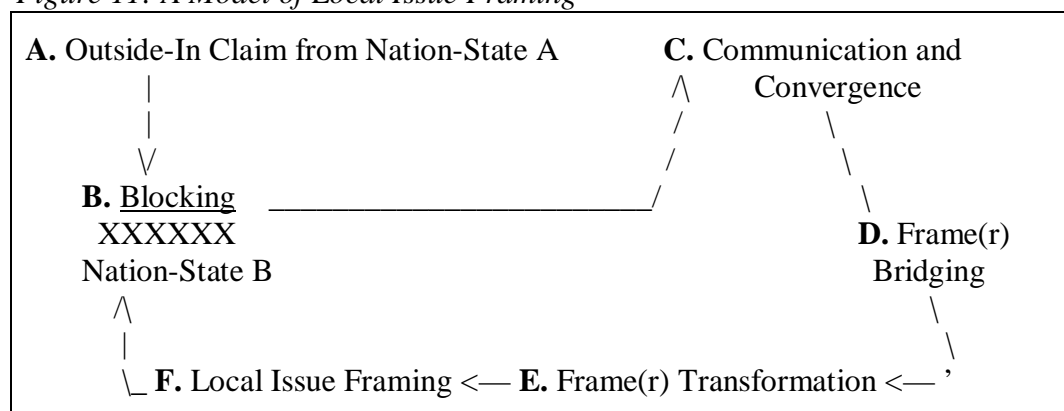 Figure 11: A Model of Local Issue Framing
A. Outside-In Claim from Nation-State A
C. Communication and
Convergence
B. Blocking
XXXXXX
Nation-State B
D. Frame(r)
Bridging
F. Local Issue Framing <— E. Frame(r) Transformation <— ’